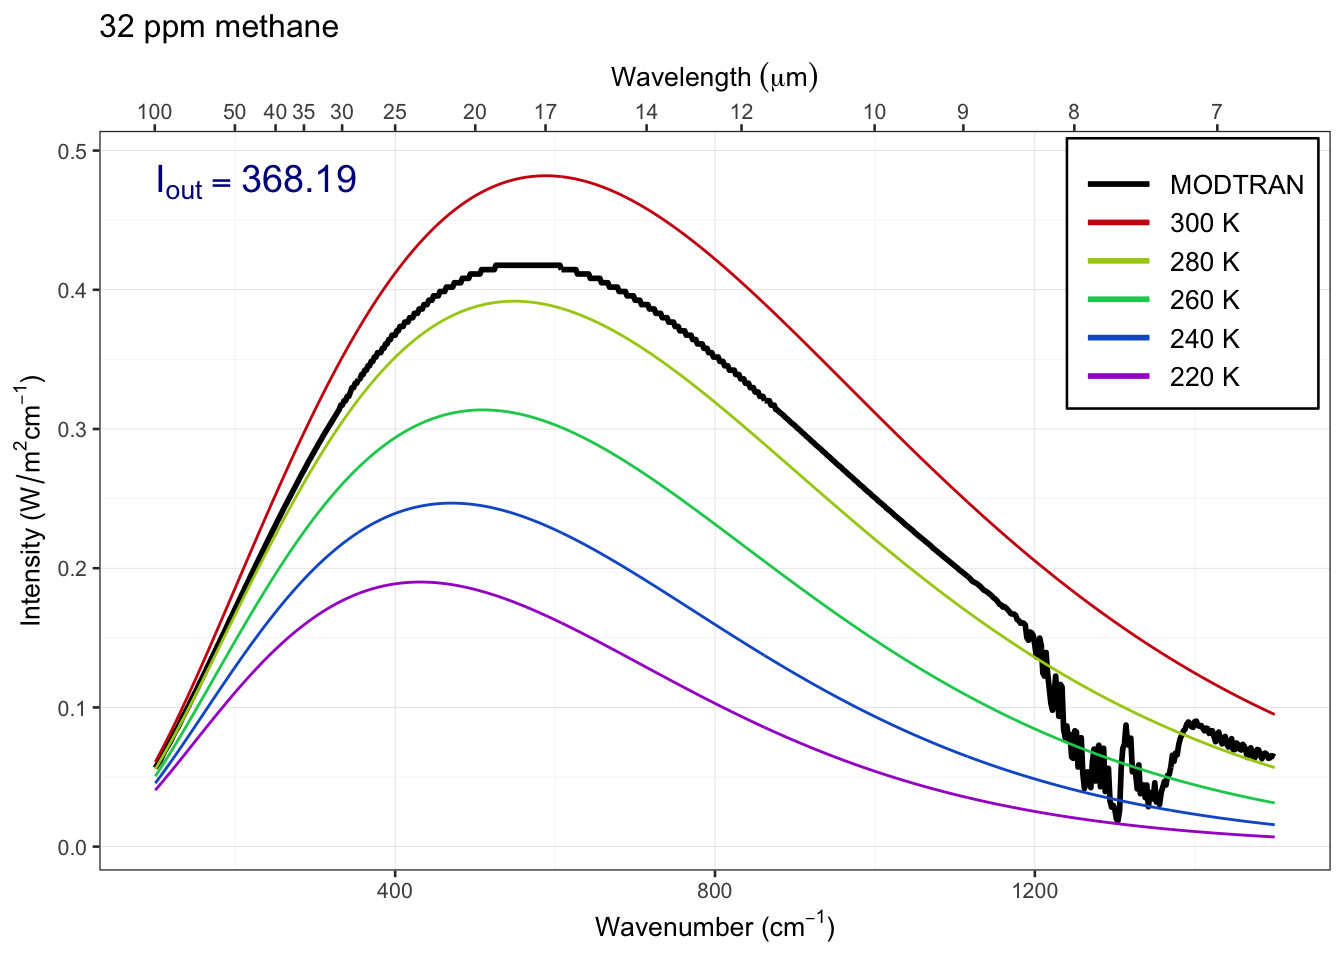 32 ppm methane
Wavelength (μm)
100 50 40 35 30 25 20 17 14 12 10 9 8 7
I_out = 368.19
MODTRAN
300 K
280 K
260 K
240 K
220 K
0.5
0.4
0.3
0.2
0.1
0.0
Intensity (W/m²cm⁻¹)
400 800 1200
Wavenumber (cm⁻¹)